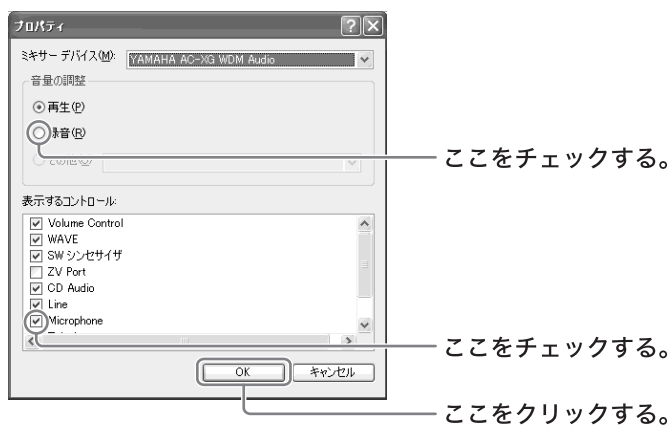 プロパティ
ミキサー デバイス(M):
YAMAHA AC-XG WDM Audio
音量の調整
再生(P)
録音(R)
ここをチェックする。
表示するコントロール:
Volume Control
WAVE
SW シンセサイザ
ZV Port
CD Audio
Line
Microphone
ここをチェックする。
OK
キャンセル
ここをクリックする。